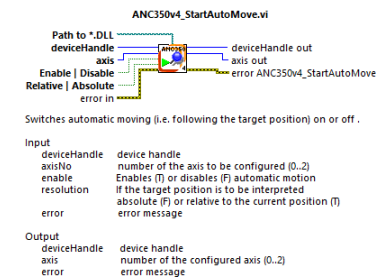 ANC350v4_StartAutoMove.vi
Path to *.DLL
deviceHandle
axis
Enable | Disable
Relative | Absolute
error in
ANC350
4
deviceHandle out
axis out
error ANC350v4_StartAutoMove
Switches automatic moving (i.e. following the target position) on or off .
Input
deviceHandle device handle
axisNo number of the axis to be configured (0..2)
enable Enables (T) or disables (F) automatic motion
resolution If the target position is to be interpreted
absolute (F) or relative to the current position (T)
error error message
Output
deviceHandle device handle
axis number of the configured axis (0..2)
error error message